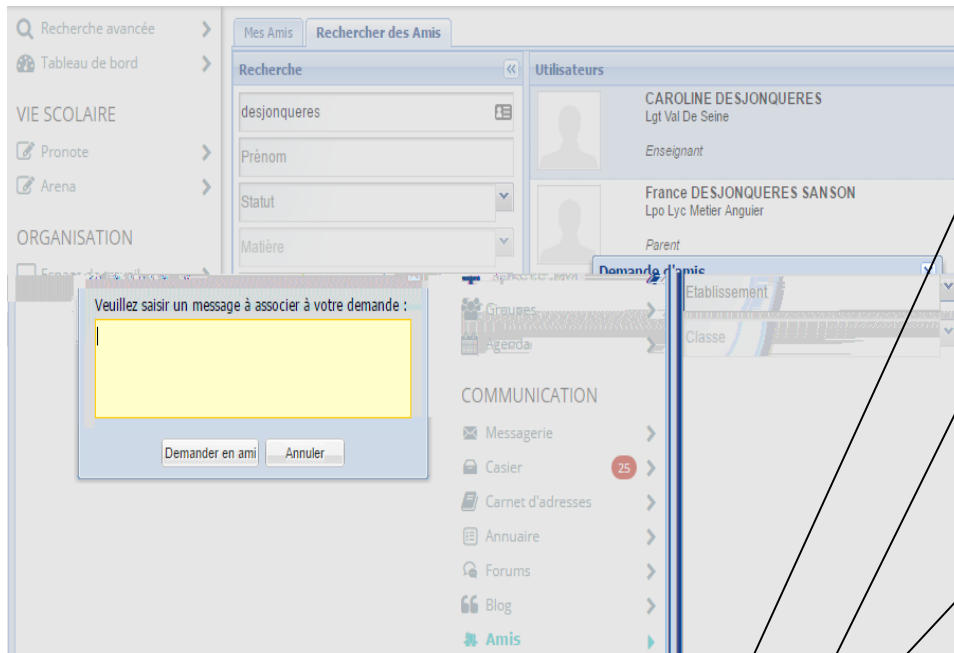 Recherche avancée
Tableau de bord
VIE SCOLAIRE
Pronote
Arena
ORGANISATION
Mes Amis
Rechercher des Amis
Recherche
desjonqueres
Prénom
Statut
Matière
Utilisateurs
CAROLINE DESJONQUERES
Lgt Val De Seine
Enseignant
France DESJONQUERES SANSON
Lpo Lyc Metier Anguier
Parent
Demande d'amis
Veuillez saisir un message à associer à votre demande :
Demander en ami
Annuler
Groupes
Agenda
COMMUNICATION
Messagerie
Casier
25
Carnet d'adresses
Annuaire
Forums
Blog
Amis
Etablissement
Classe